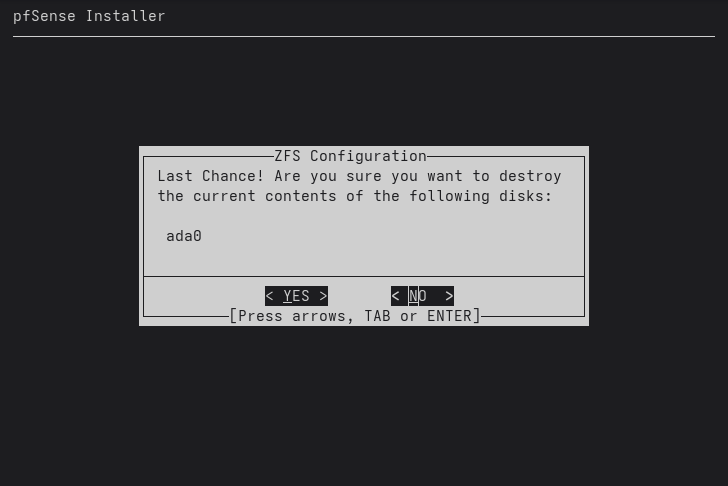 pfSense Installer
ZFS Configuration
Last Chance! Are you sure you want to destroy
the current contents of the following disks:
ada0
< YES > < NO >
[Press arrows, TAB or ENTER]